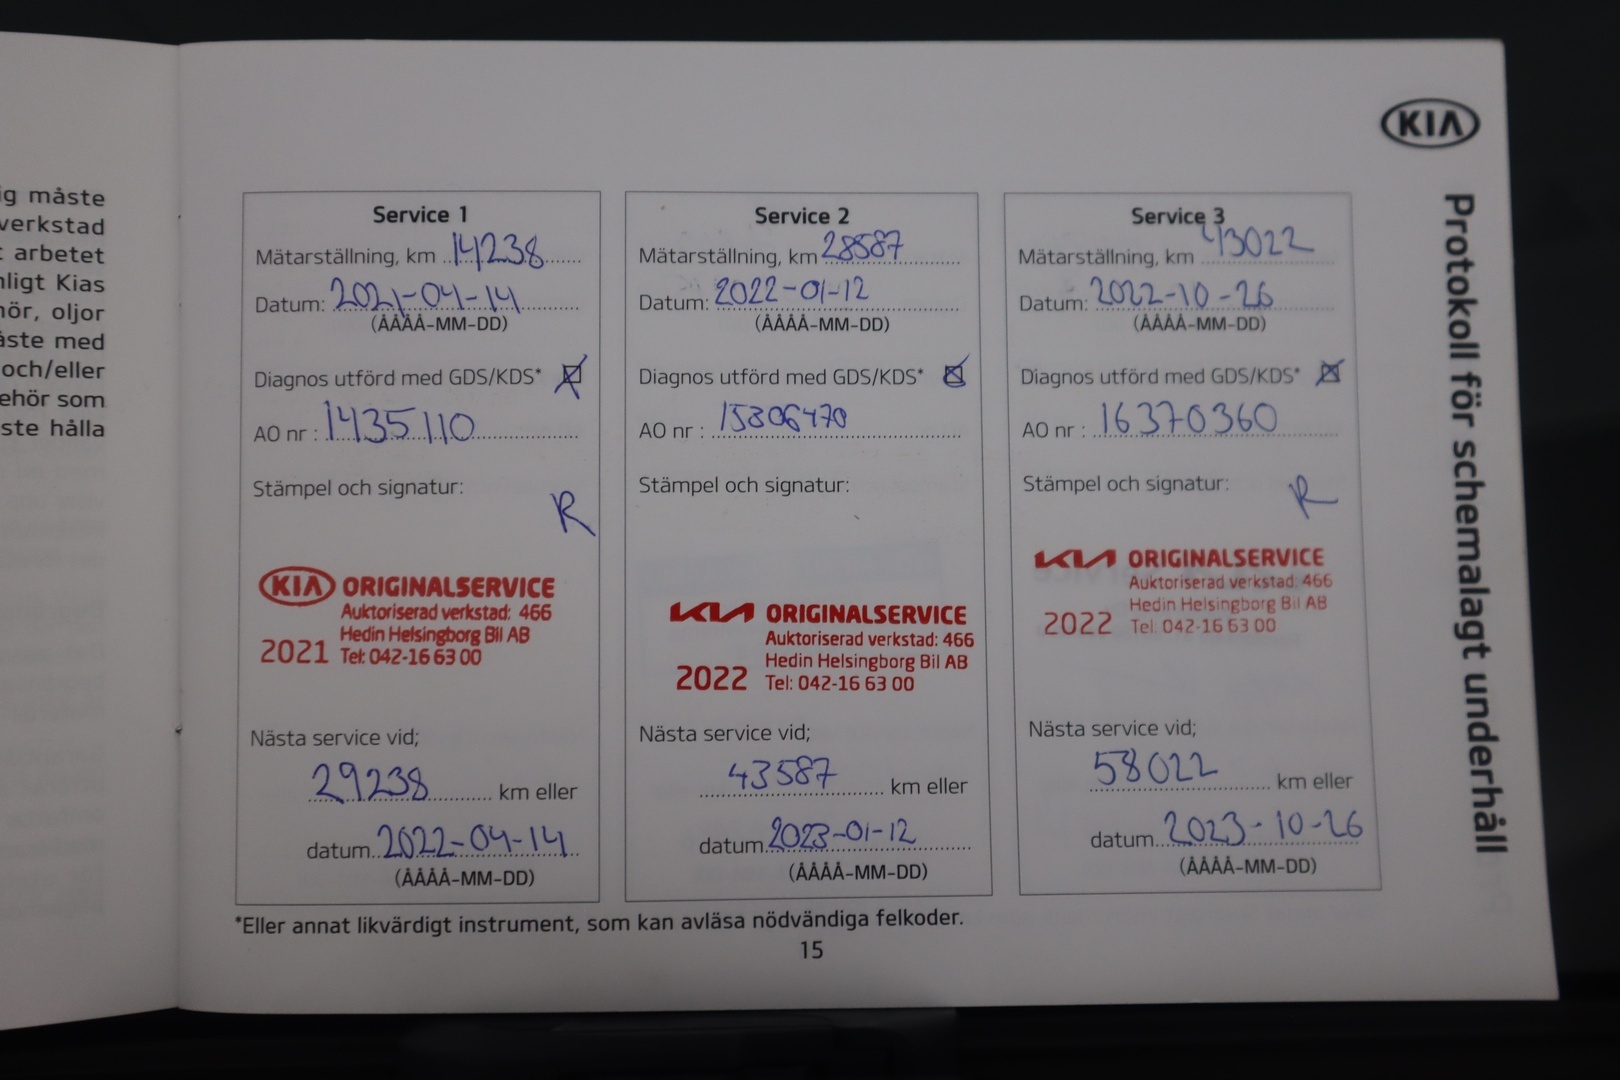 ig måste
verkstad
t arbetet
nligt Kias
hör, oljor
åste med
och/eller
ehör som
ste hålla
KIA
Protokoll för schemalagt underhåll
Service 1
Mätarställning, km 14238
Datum: 2021-04-14
(ÅÅÅÅ-MM-DD)
Diagnos utförd med GDS/KDS*
AO nr : 1435110
Stämpel och signatur:
R
KIA ORIGINALSERVICE
Auktoriserad verkstad: 466
Hedin Helsingborg Bil AB
2021 Tel: 042-16 63 00
Nästa service vid;
29238 km eller
datum 2022-04-14
(ÅÅÅÅ-MM-DD)
Service 2
Mätarställning, km 28587
Datum: 2022-01-12
(ÅÅÅÅ-MM-DD)
Diagnos utförd med GDS/KDS*
AO nr : 15306470
Stämpel och signatur:
KIA ORIGINALSERVICE
Auktoriserad verkstad: 466
Hedin Helsingborg Bil AB
2022 Tel: 042-16 63 00
Nästa service vid;
43587 km eller
datum 2023-01-12
(ÅÅÅÅ-MM-DD)
Service 3
Mätarställning, km 43022
Datum: 2022-10-26
(ÅÅÅÅ-MM-DD)
Diagnos utförd med GDS/KDS*
AO nr : 16370360
Stämpel och signatur:
R
KIA ORIGINALSERVICE
Auktoriserad verkstad: 466
Hedin Helsingborg Bil AB
2022 Tel: 042-16 63 00
Nästa service vid;
58022 km eller
datum 2023-10-26
(ÅÅÅÅ-MM-DD)
*Eller annat likvärdigt instrument, som kan avläsa nödvändiga felkoder.
15